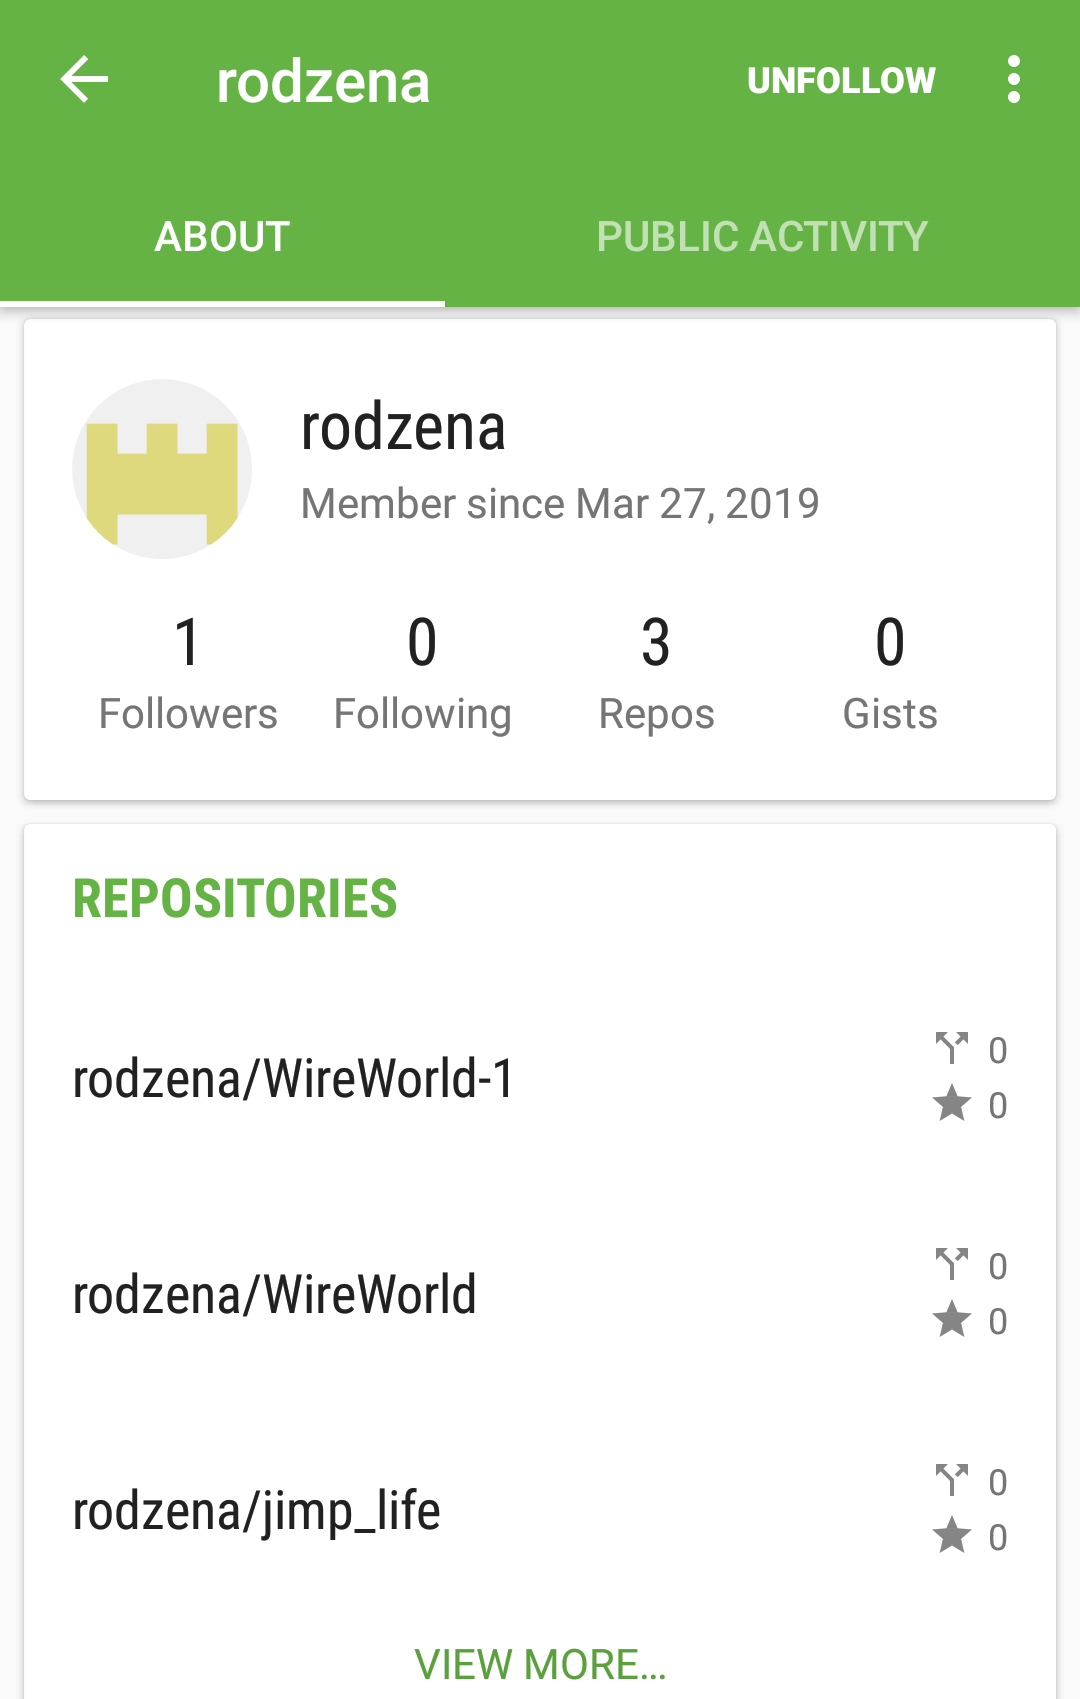 rodzena
UNFOLLOW
ABOUT
PUBLIC ACTIVITY
rodzena
Member since Mar 27, 2019
1
Followers
0
Following
3
Repos
0
Gists
REPOSITORIES
rodzena/WireWorld-1
0
0
rodzena/WireWorld
0
0
rodzena/jimp_life
0
0
VIEW MORE...